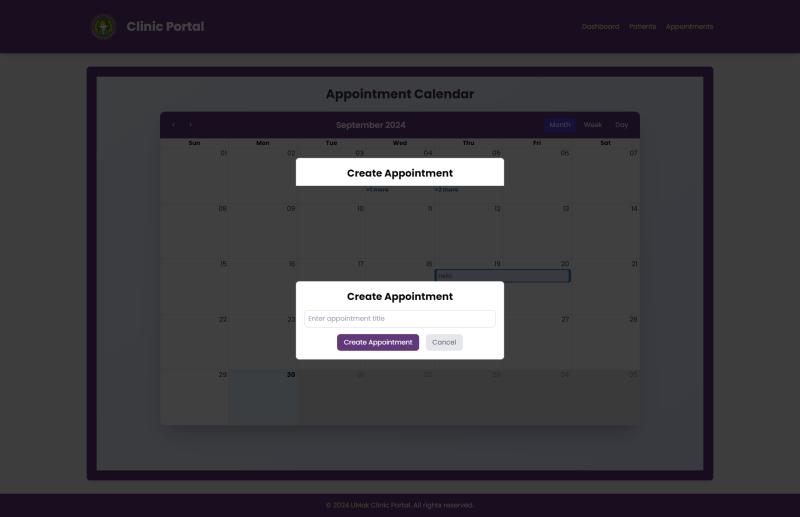 Clinic Portal
Dashboard Patients Appointments
Appointment Calendar
‹ › September 2024 Month Week Day
Sun Mon Tue Wed Thu Fri Sat
01 02 03 04 05 06 07
Create Appointment
+1 more +2 more
08 09 10 11 12 13 14
15 16 17 18 19 20 21
hello
Create Appointment
22 23 27 28
Enter appointment title
Create Appointment Cancel
29 30 01 02 03 04 05
© 2024 UMak Clinic Portal. All rights reserved.